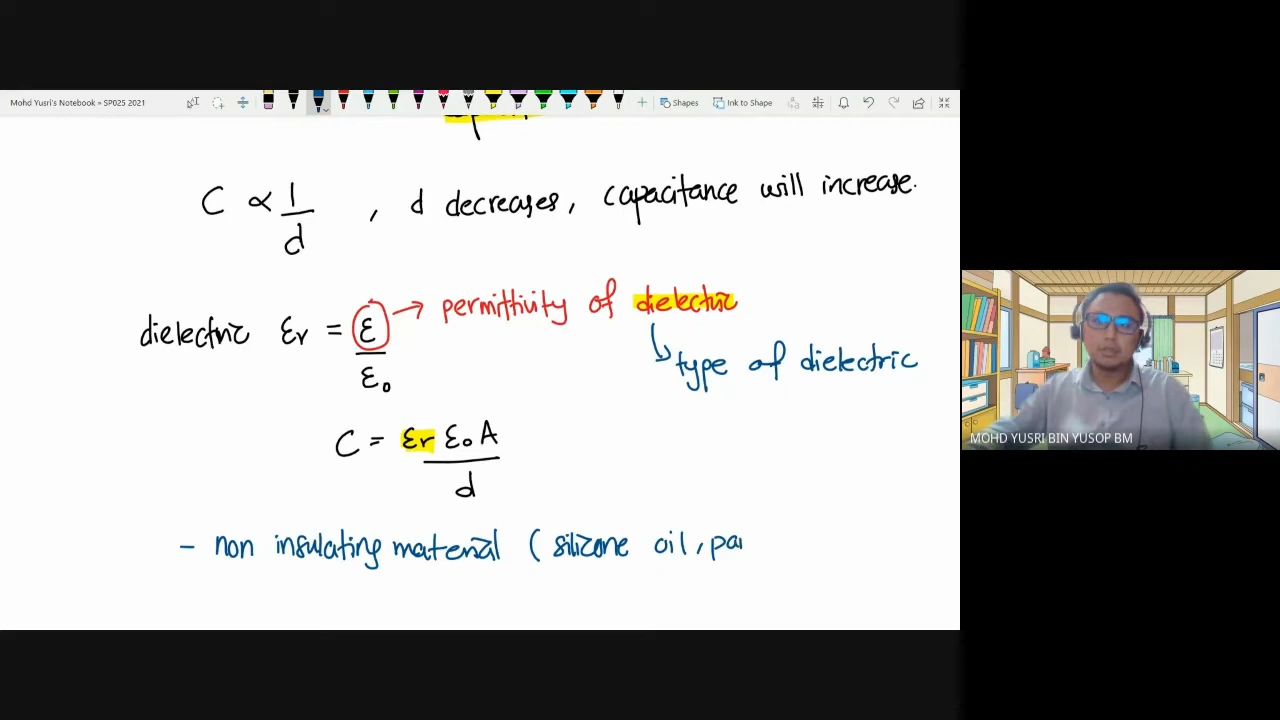 Mohd Yusri's Notebook » SP025 2021
Shapes
Ink to Shape
C ∝ 1/d , d decreases, capacitance will increase.
dielectric εr = ε/ε₀ → permittivity of dielectric
type of dielectric
C = εr ε₀ A/d
- non insulating material ( silizone oil, pa
MOHD YUSRI BIN YUSOP BM